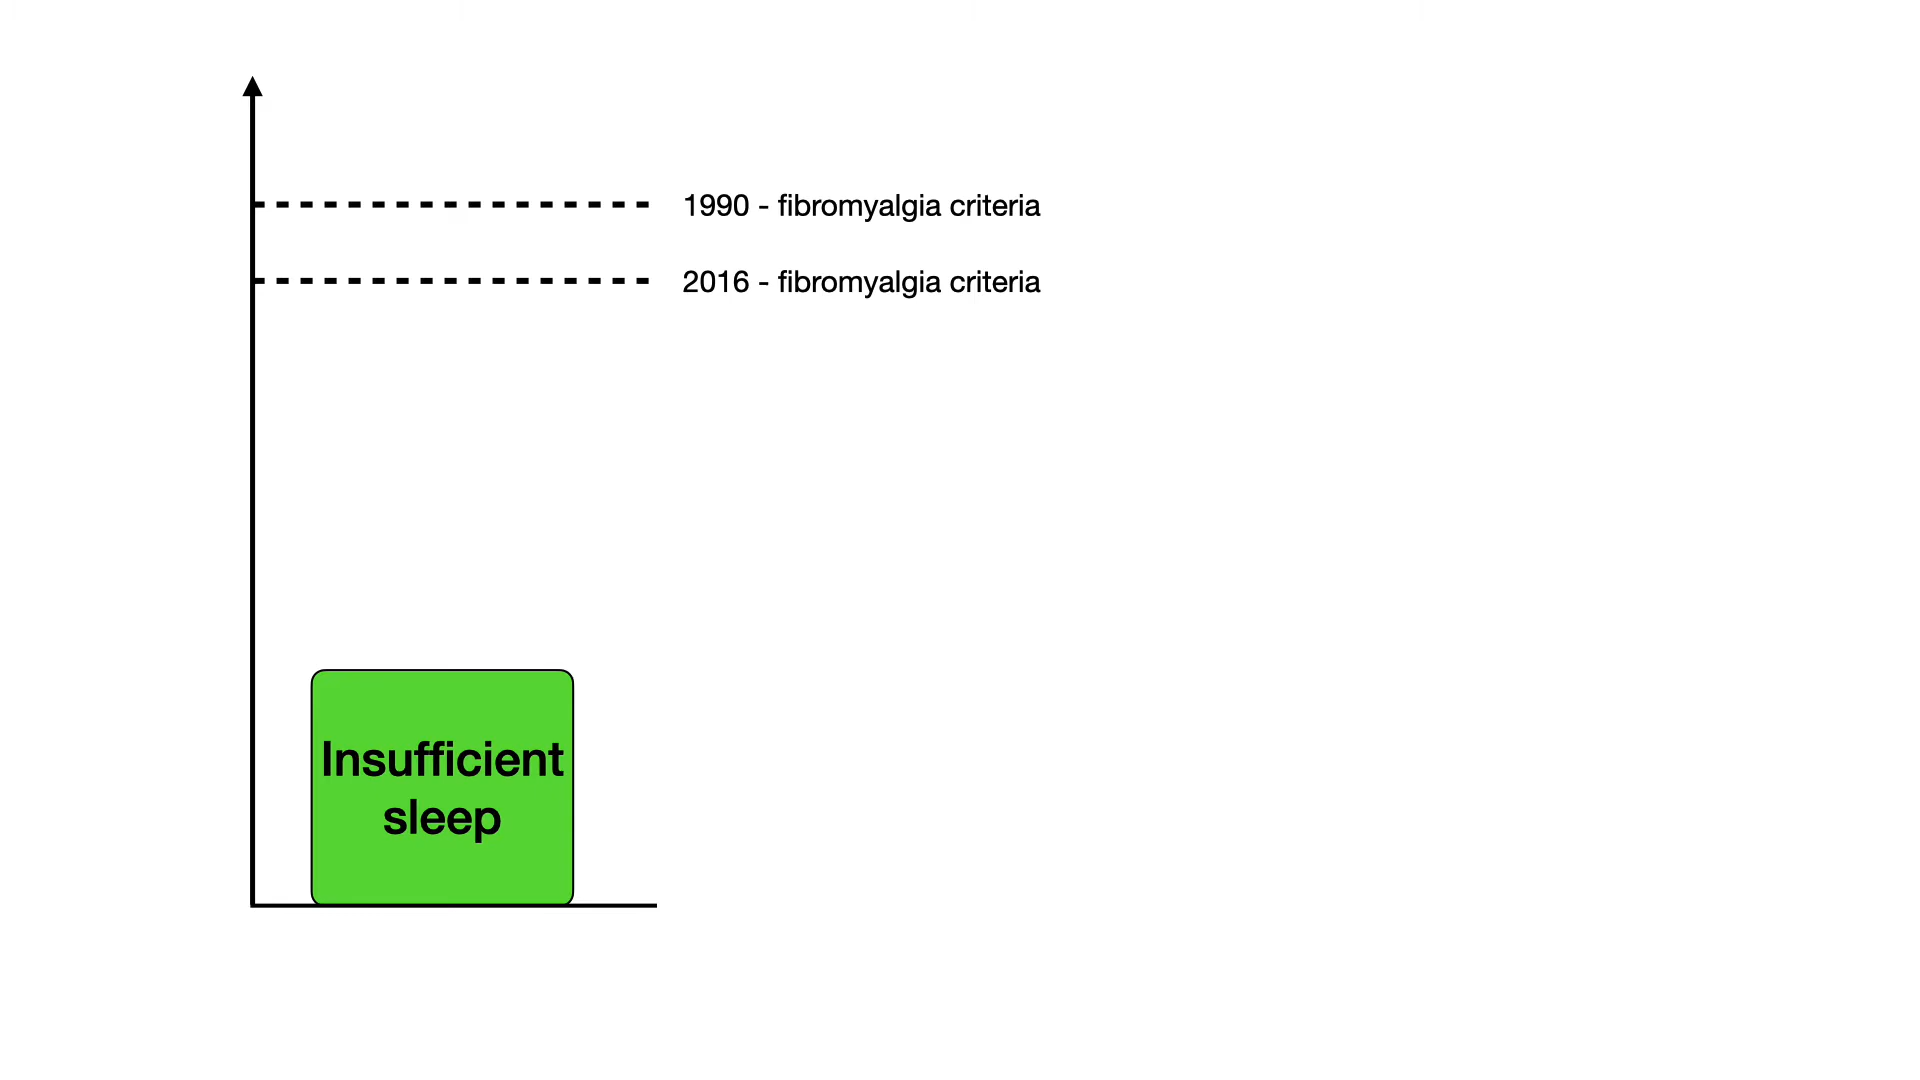 1990 - fibromyalgia criteria
2016 - fibromyalgia criteria
Insufficient
sleep